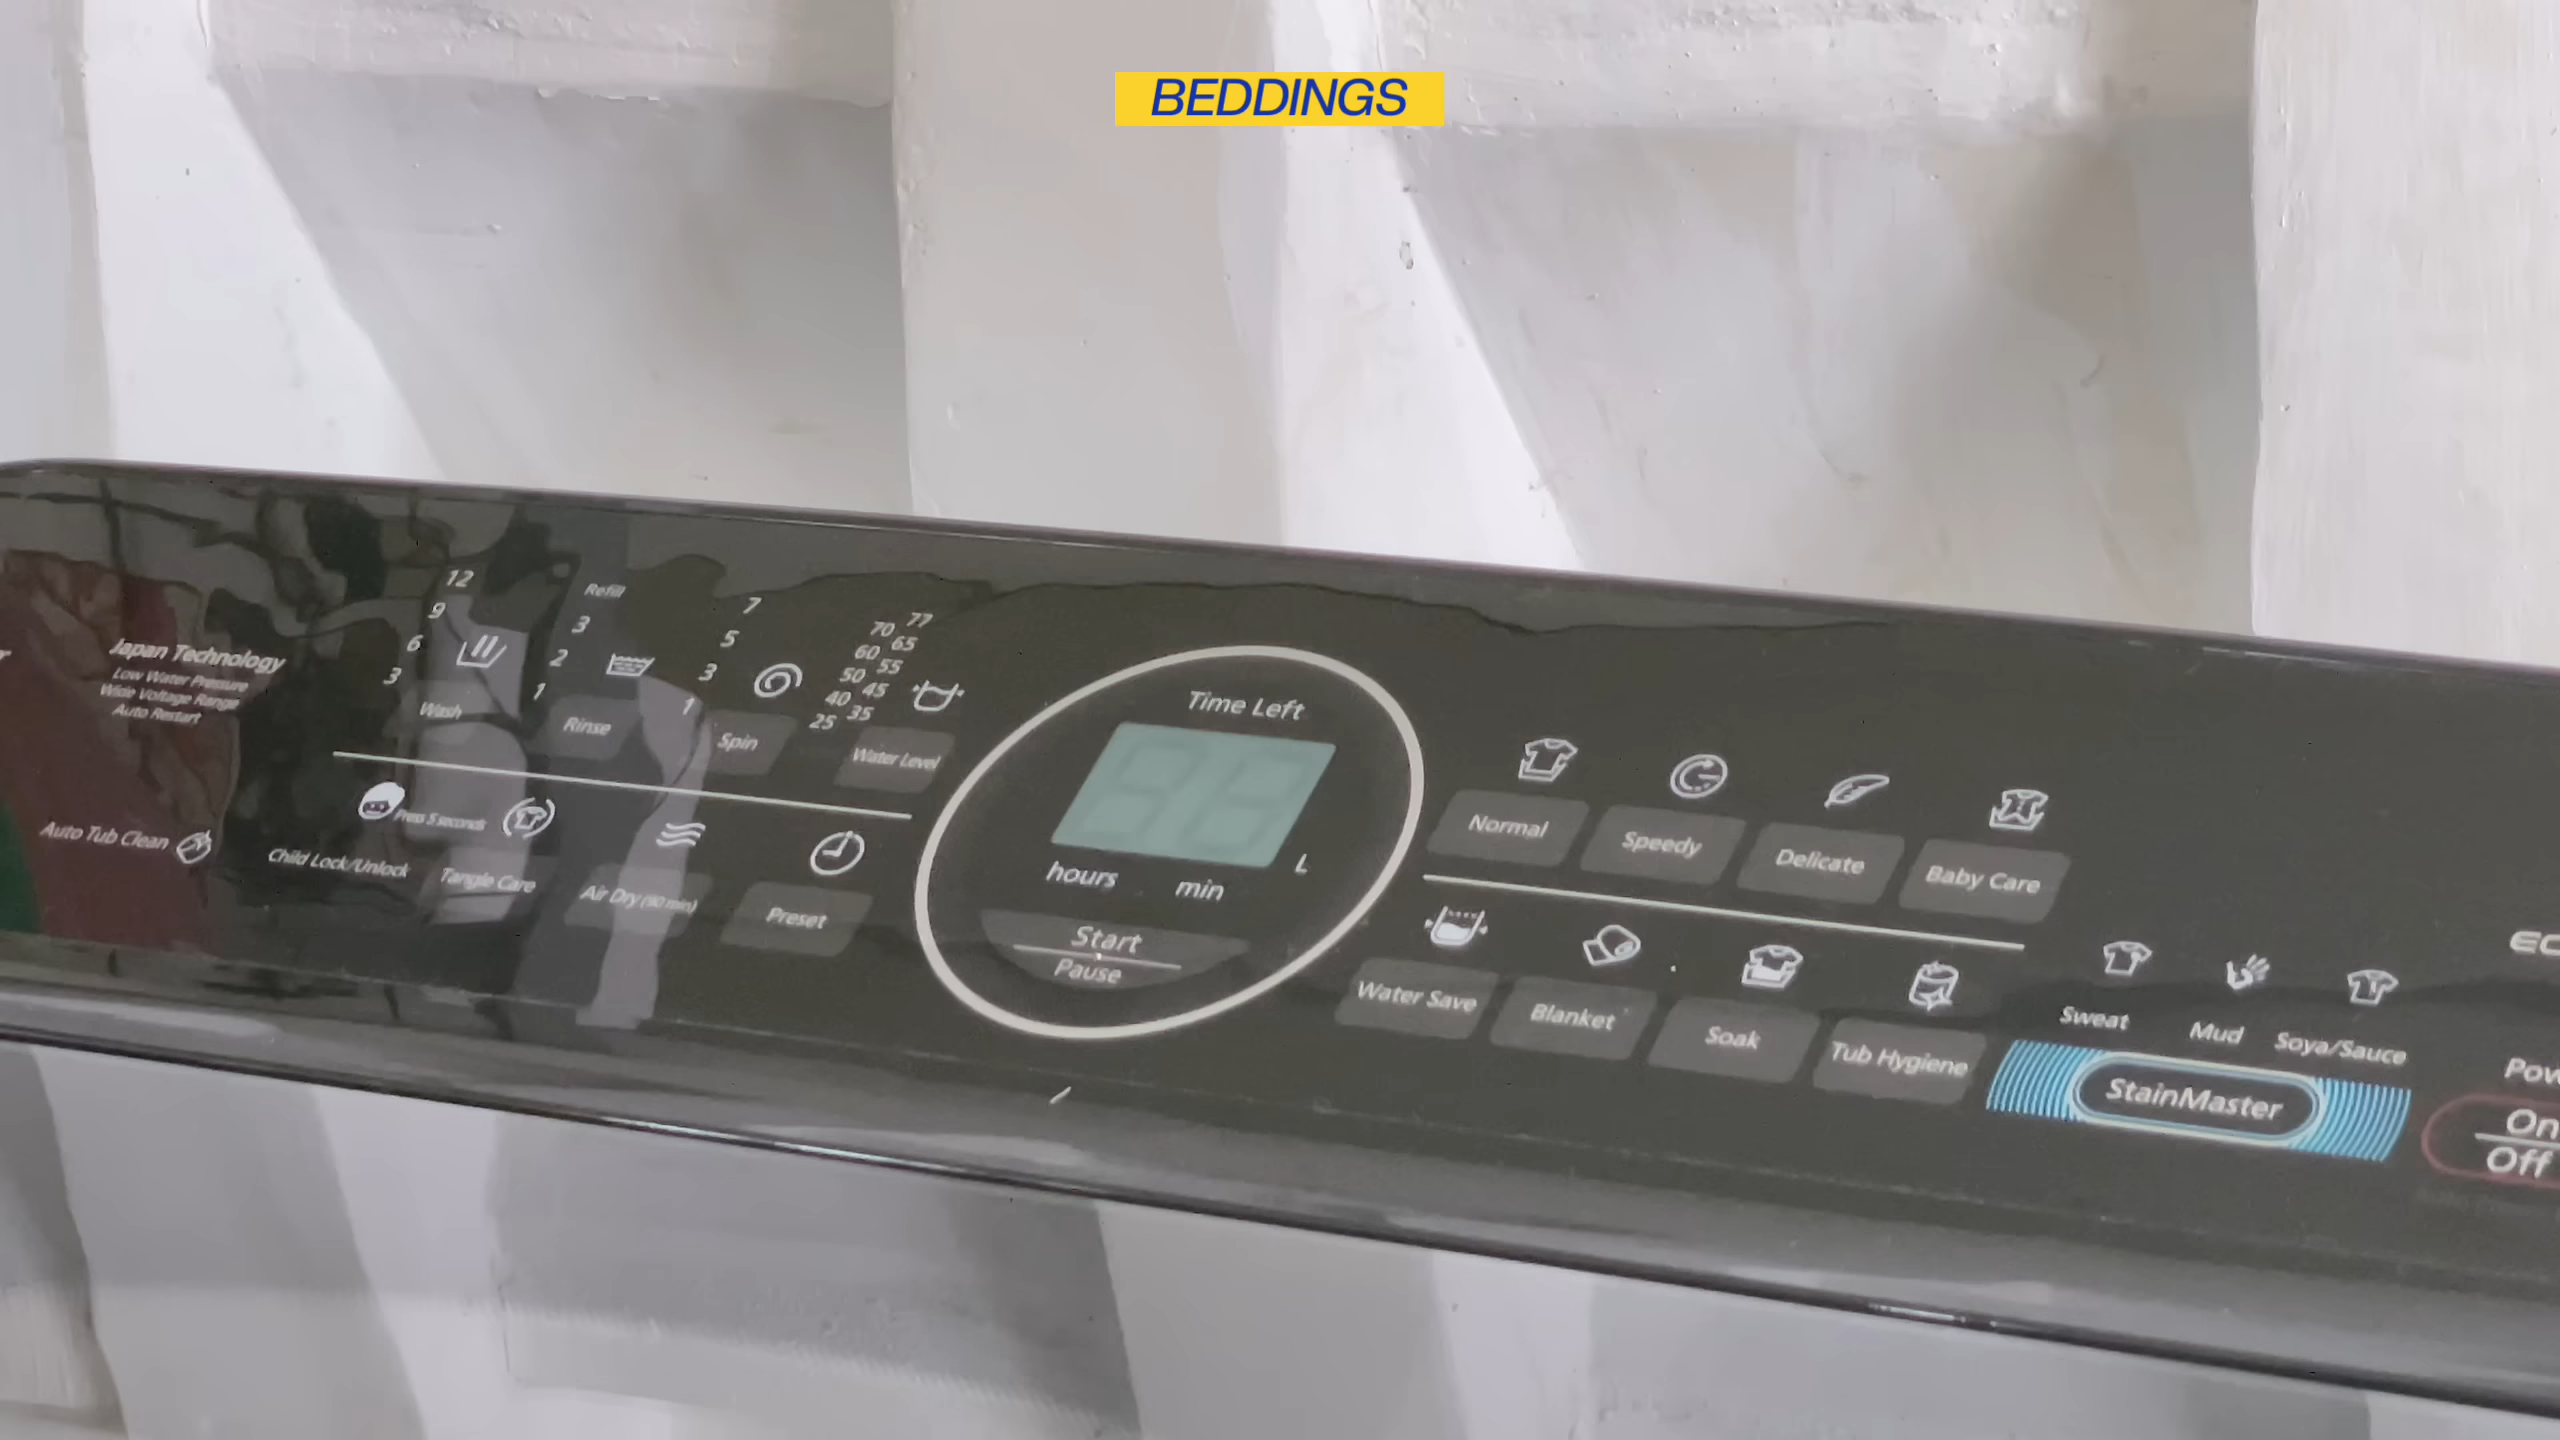 BEDDINGS
Japan Technology
Low Water Pressure
Wide Voltage Range
Auto Restart
Auto Tub Clean
12
9
6
3
Wash
Refill
3
2
1
Rinse
7
5
3
1
Spin
70 77
60 65
50 55
40 45
25 35
Water Level
Press 5 seconds
Child Lock/Unlock
Tangle Care
Air Dry (90 min)
Preset
Time Left
hours min L
Start
Pause
Normal
Speedy
Delicate
Baby Care
Water Save
Blanket
Soak
Tub Hygiene
Sweat
Mud
Soya/Sauce
StainMaster
On
Off